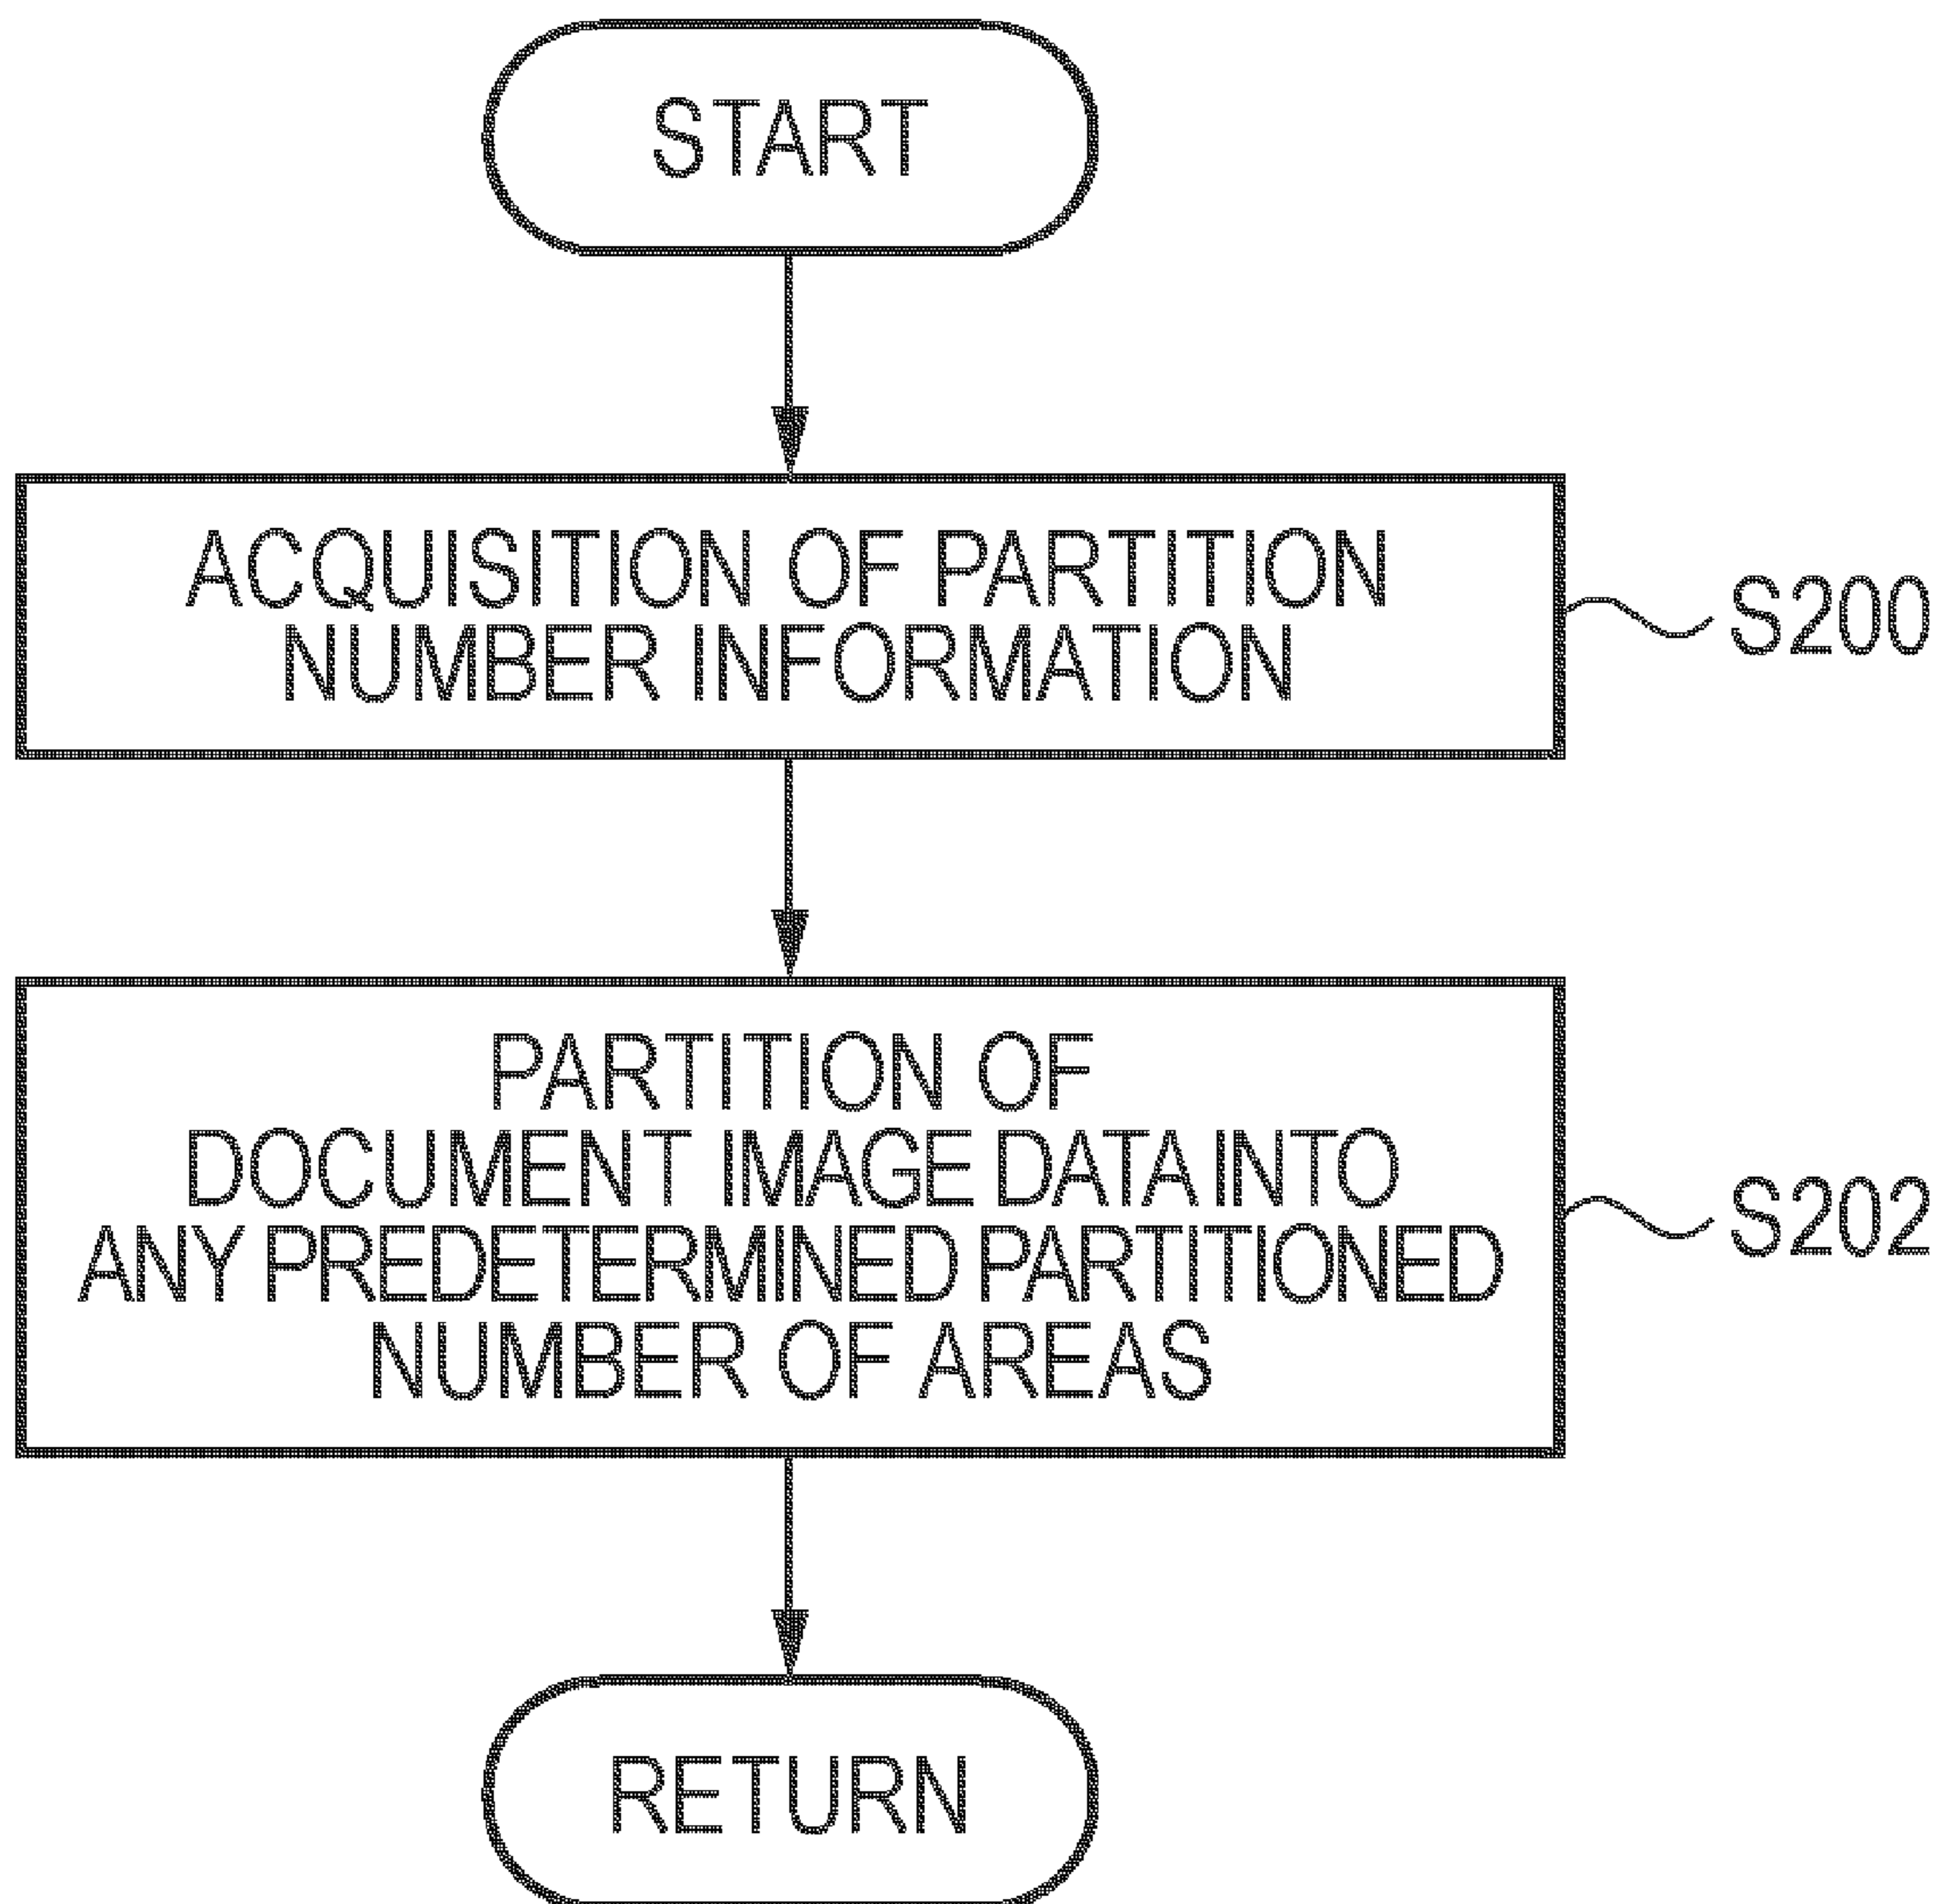 START
ACQUISITION OF PARTITION
NUMBER INFORMATION
S200
PARTITION OF
DOCUMENT IMAGE DATA INTO
ANY PREDETERMINED PARTITIONED
NUMBER OF AREAS
S202
RETURN